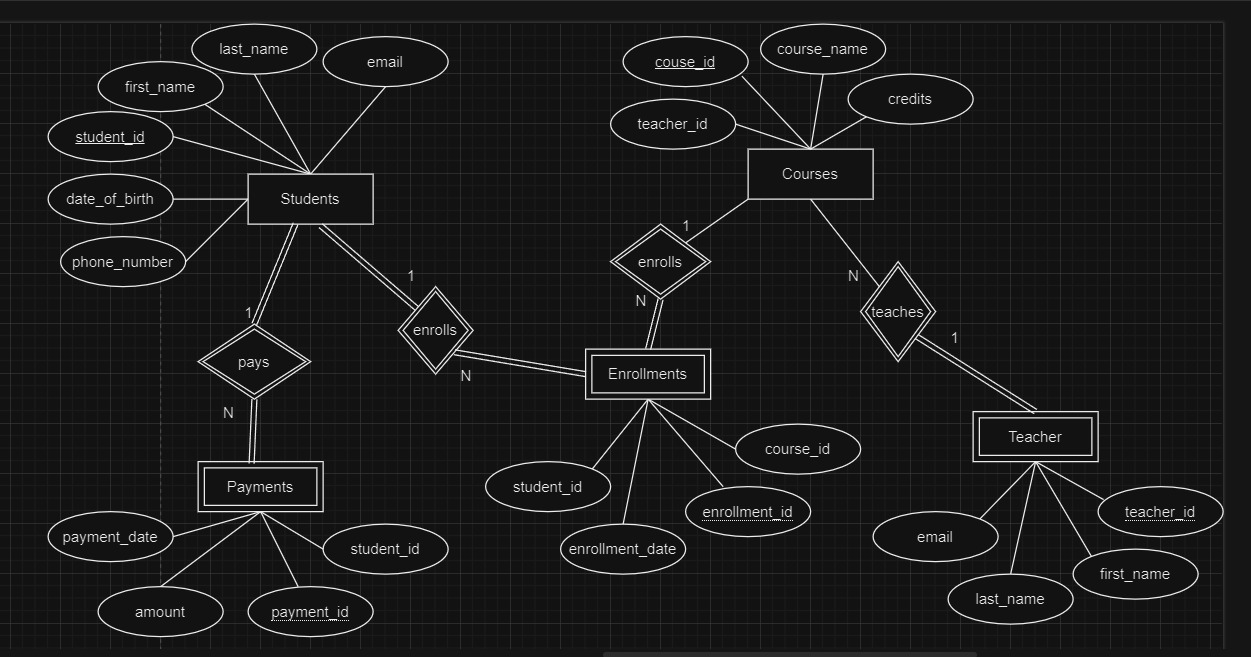 last_name
course_name
email
couse_id
first_name
credits
teacher_id
student_id
Courses
date_of_birth
Students
1
phone_number
enrolls
1
N
N
1
teaches
enrolls
1
pays
Enrollments
N
N
Teacher
course_id
Payments
student_id
enrollment_id
teacher_id
payment_date
email
student_id
enrollment_date
first_name
last_name
amount
payment_id